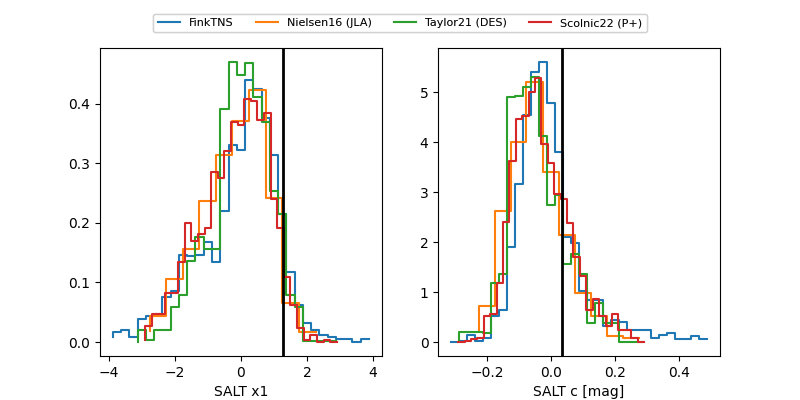 FinkTNS Nielsen16 (JLA) Taylor21 (DES) Scolnic22 (P+)
0.4
0.3
0.2
0.1
0.0
−4 −2 0 2 4
SALT x1
5
4
3
2
1
0
−0.2 0.0 0.2 0.4
SALT c [mag]